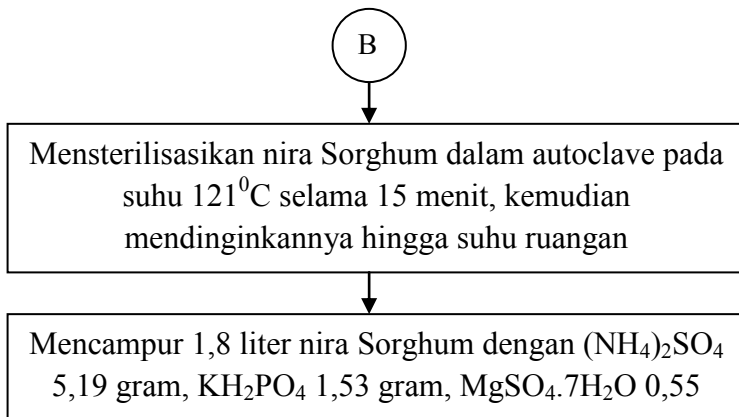 B
Mensterilisasikan nira Sorghum dalam autoclave pada
suhu 121⁰C selama 15 menit, kemudian
mendinginkannya hingga suhu ruangan
Mencampur 1,8 liter nira Sorghum dengan (NH₄)₂SO₄
5,19 gram, KH₂PO₄ 1,53 gram, MgSO₄.7H₂O 0,55